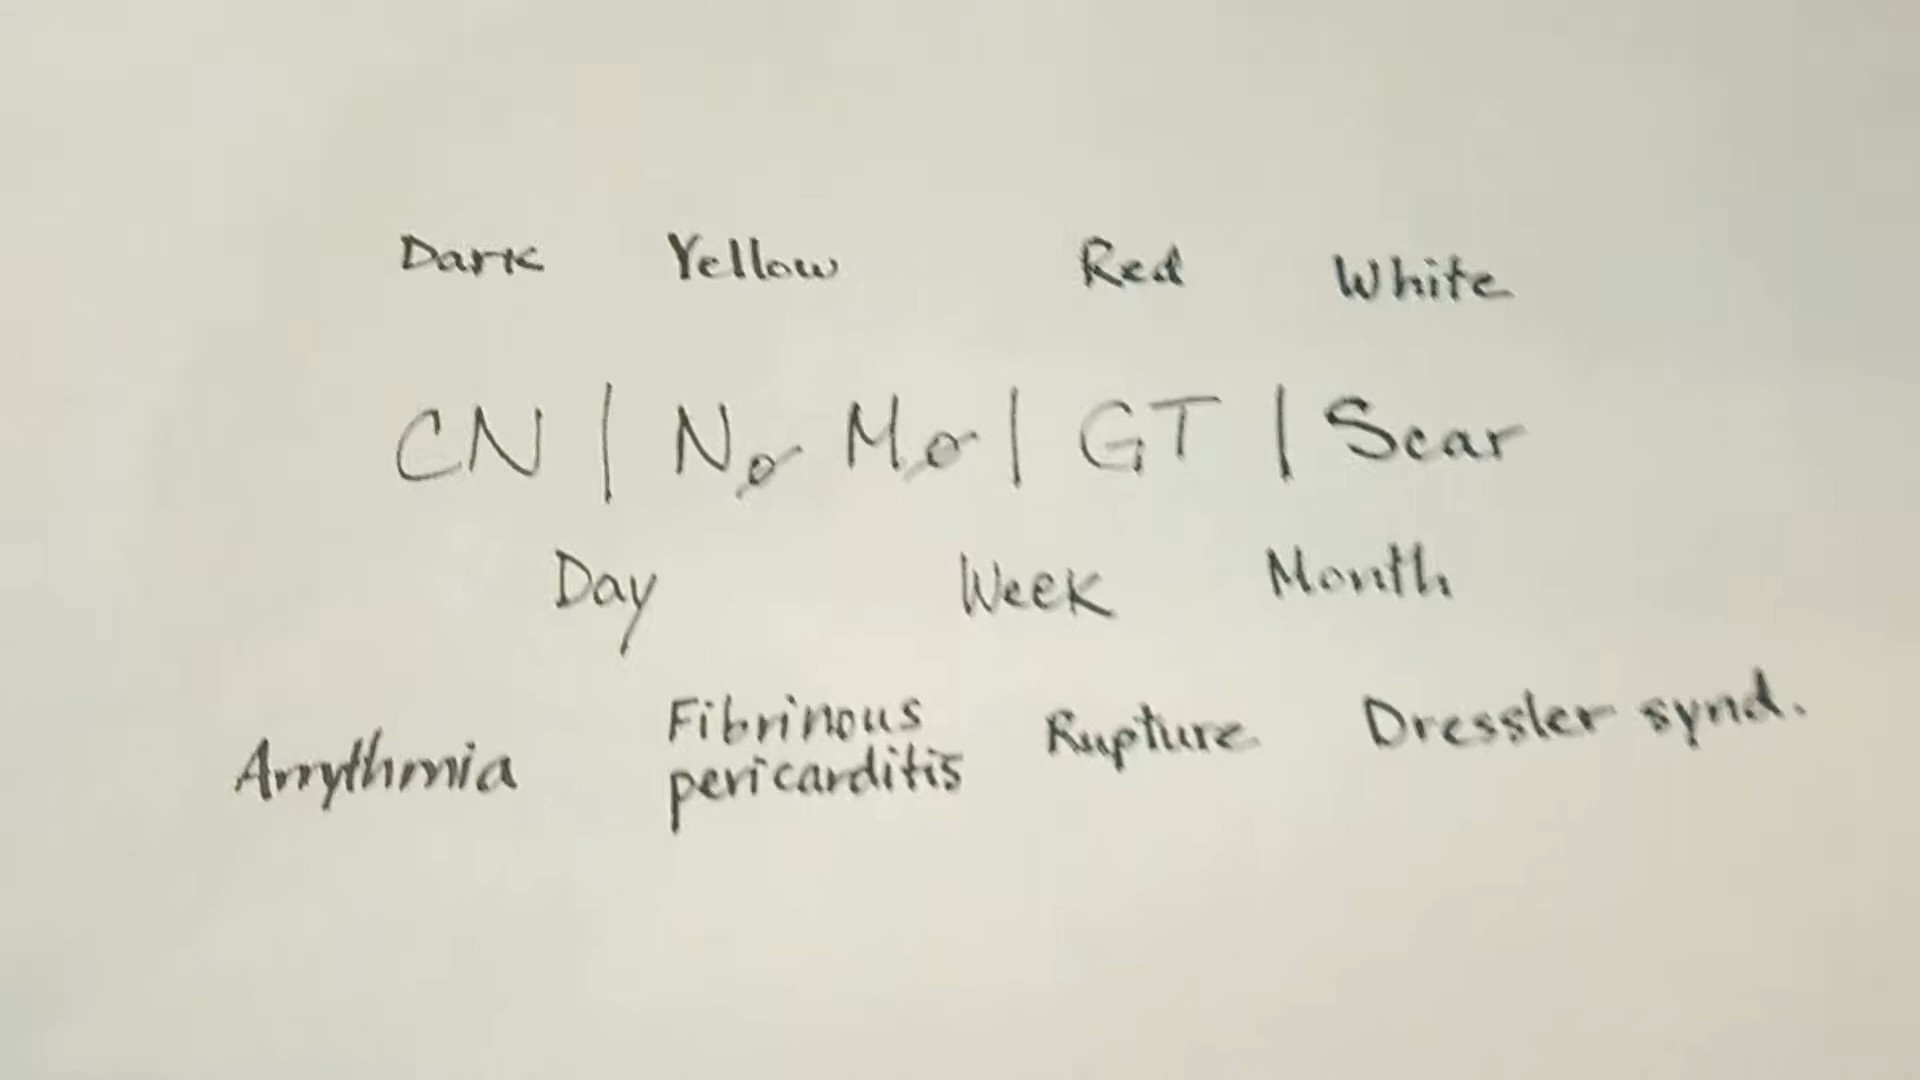 Dark Yellow Red White
CN | No Mo | GT | Scar
Day Week Month
Arrythmia Fibrinous pericarditis Rupture Dressler synd.